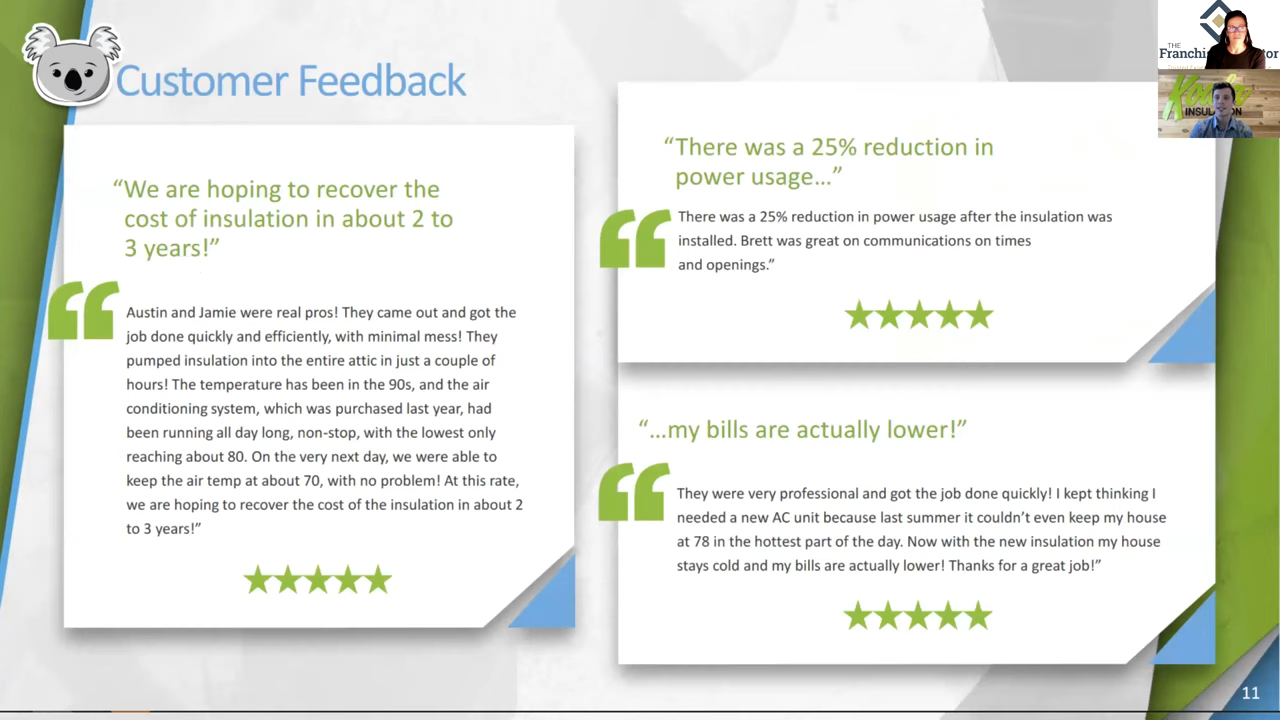 Customer Feedback
“We are hoping to recover the
cost of insulation in about 2 to
3 years!”
Austin and Jamie were real pros! They came out and got the
job done quickly and efficiently, with minimal mess! They
pumped insulation into the entire attic in just a couple of
hours! The temperature has been in the 90s, and the air
conditioning system, which was purchased last year, had
been running all day long, non-stop, with the lowest only
reaching about 80. On the very next day, we were able to
keep the air temp at about 70, with no problem! At this rate,
we are hoping to recover the cost of the insulation in about 2
to 3 years!”
“There was a 25% reduction in
power usage...”
There was a 25% reduction in power usage after the insulation was
installed. Brett was great on communications on times
and openings.”
“...my bills are actually lower!”
They were very professional and got the job done quickly! I kept thinking I
needed a new AC unit because last summer it couldn’t even keep my house
at 78 in the hottest part of the day. Now with the new insulation my house
stays cold and my bills are actually lower! Thanks for a great job!”
THE
11